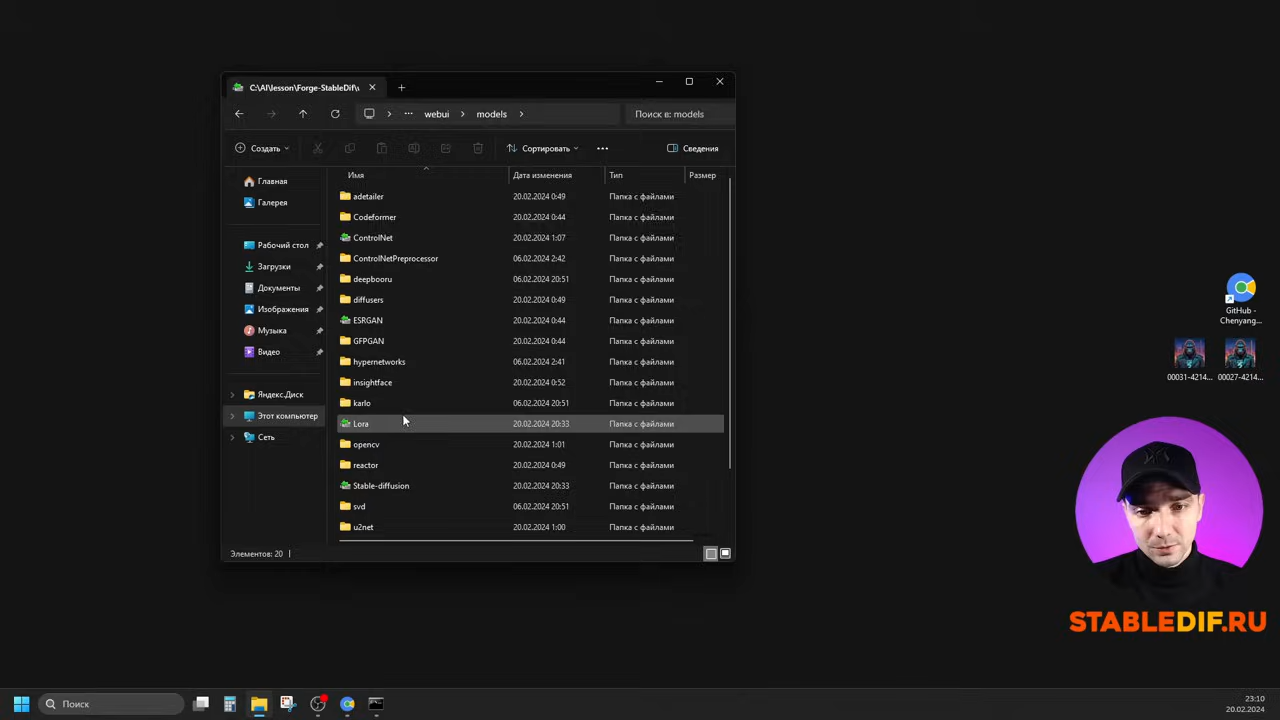 C:\AI\lesson\Forge-StableDif\
webui
models
Поиск в: models
Создать
Сортировать
Сведения
Имя
Дата изменения
Тип
Размер
Главная
Галерея
Рабочий стол
Загрузки
Документы
Изображения
Музыка
Видео
Яндекс.Диск
Этот компьютер
Сеть
adetailer 20.02.2024 0:49 Папка с файлами
Codeformer 20.02.2024 0:44 Папка с файлами
ControlNet 20.02.2024 1:07 Папка с файлами
ControlNetPreprocessor 06.02.2024 2:42 Папка с файлами
deepbooru 06.02.2024 20:51 Папка с файлами
diffusers 20.02.2024 0:49 Папка с файлами
ESRGAN 20.02.2024 0:44 Папка с файлами
GFPGAN 20.02.2024 0:44 Папка с файлами
hypernetworks 06.02.2024 2:41 Папка с файлами
insightface 20.02.2024 0:52 Папка с файлами
karlo 06.02.2024 20:51 Папка с файлами
Lora 20.02.2024 20:33 Папка с файлами
opencv 20.02.2024 1:01 Папка с файлами
reactor 20.02.2024 0:49 Папка с файлами
Stable-diffusion 20.02.2024 20:33 Папка с файлами
svd 06.02.2024 20:51 Папка с файлами
u2net 20.02.2024 1:00 Папка с файлами
Элементов: 20
GitHub -
Chenyang...
00031-4214...
00027-4214...
STABLEDIF.RU
Поиск
23:10
20.02.2024